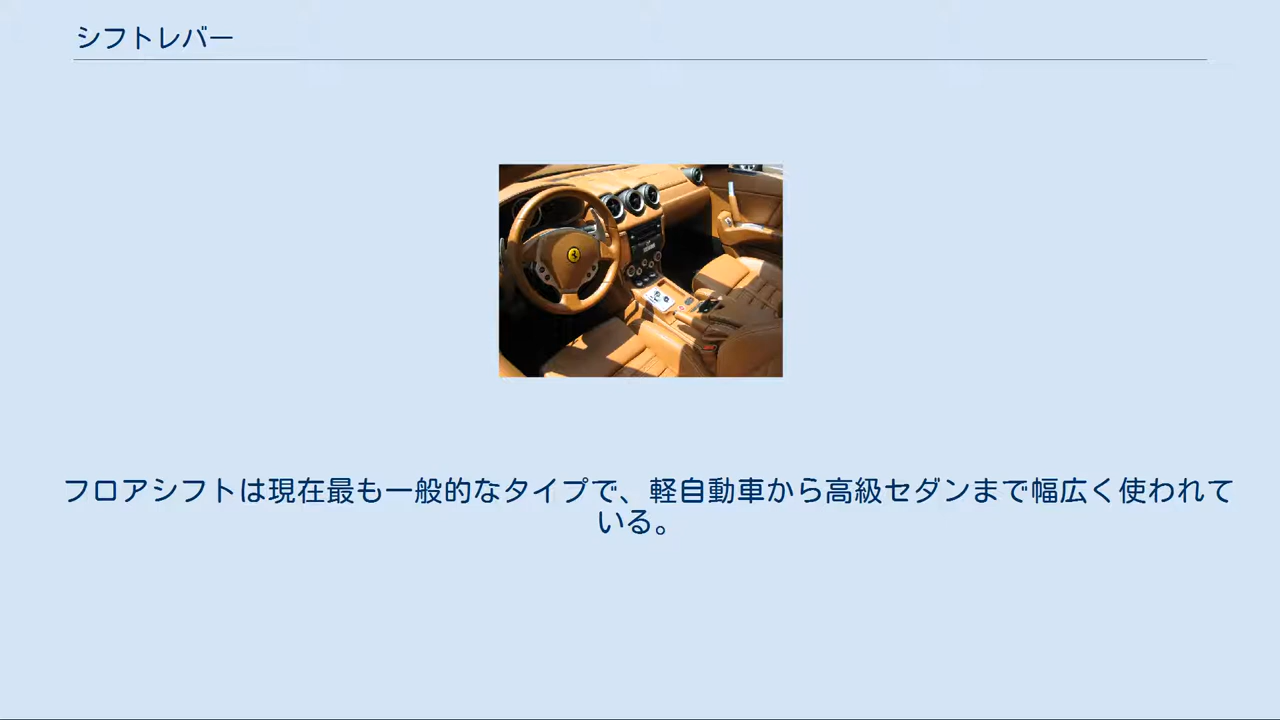 シフトレバー
フロアシフトは現在最も一般的なタイプで、軽自動車から高級セダンまで幅広く使われて
いる。